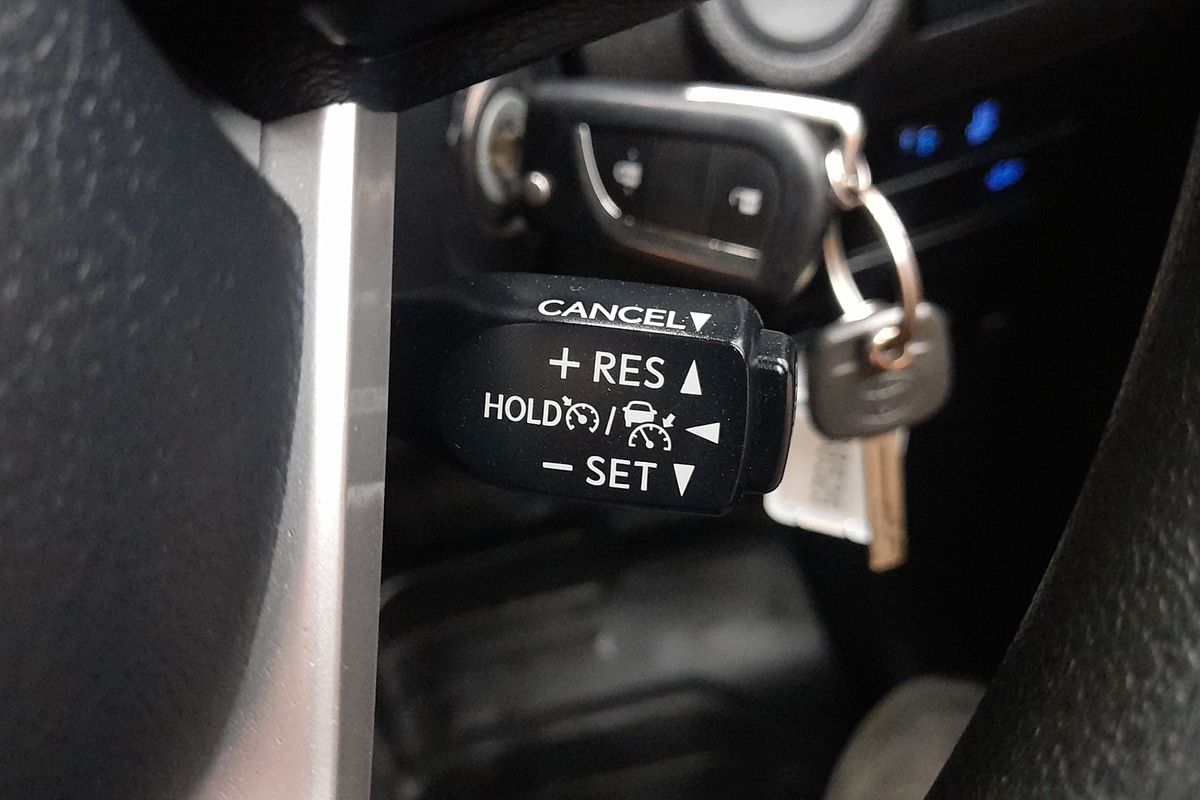 CANCEL▼
+ RES ▲
HOLD / ◀
− SET ▼